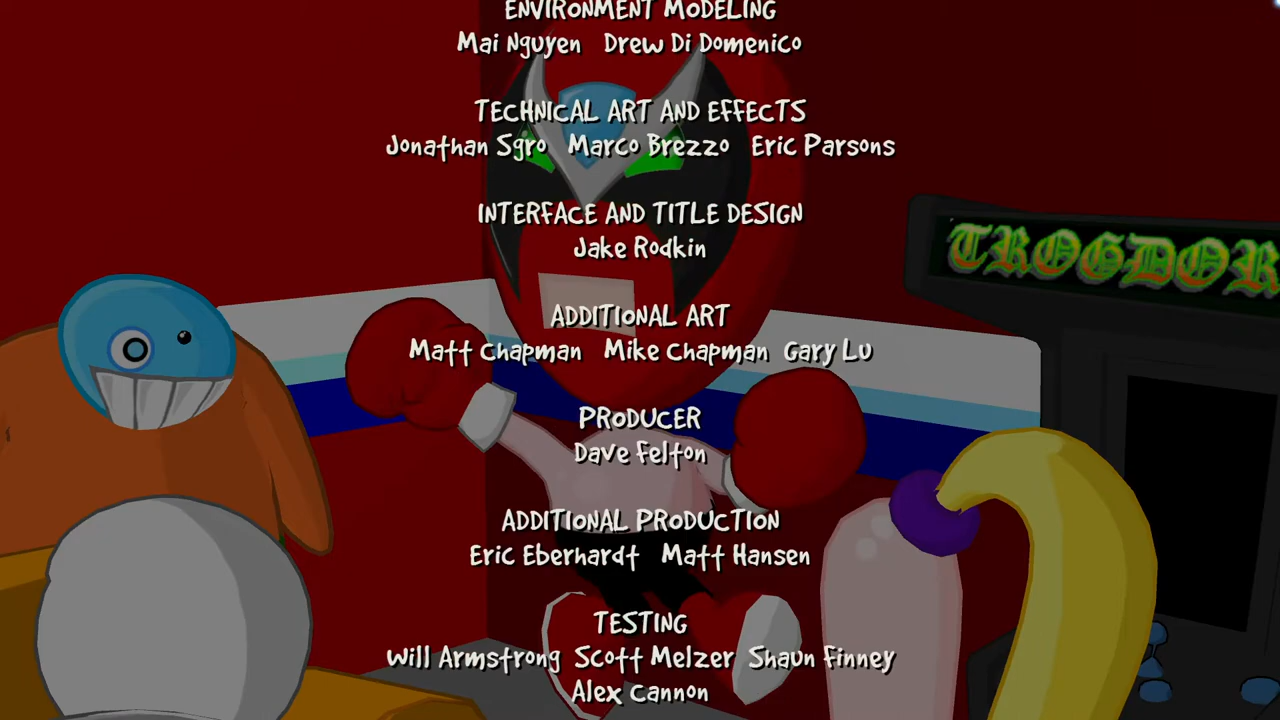 ENVIRONMENT MODELING
Mai Nguyen Drew Di Domenico
TECHNICAL ART AND EFFECTS
Jonathan Sgro Marco Brezzo Eric Parsons
INTERFACE AND TITLE DESIGN
Jake Rodkin
TROGDOR
ADDITIONAL ART
Matt Chapman Mike Chapman Gary Lu
PRODUCER
Dave Felton
ADDITIONAL PRODUCTION
Eric Eberhardt Matt Hansen
TESTING
Will Armstrong Scott Melzer Shaun Finney
Alex Cannon